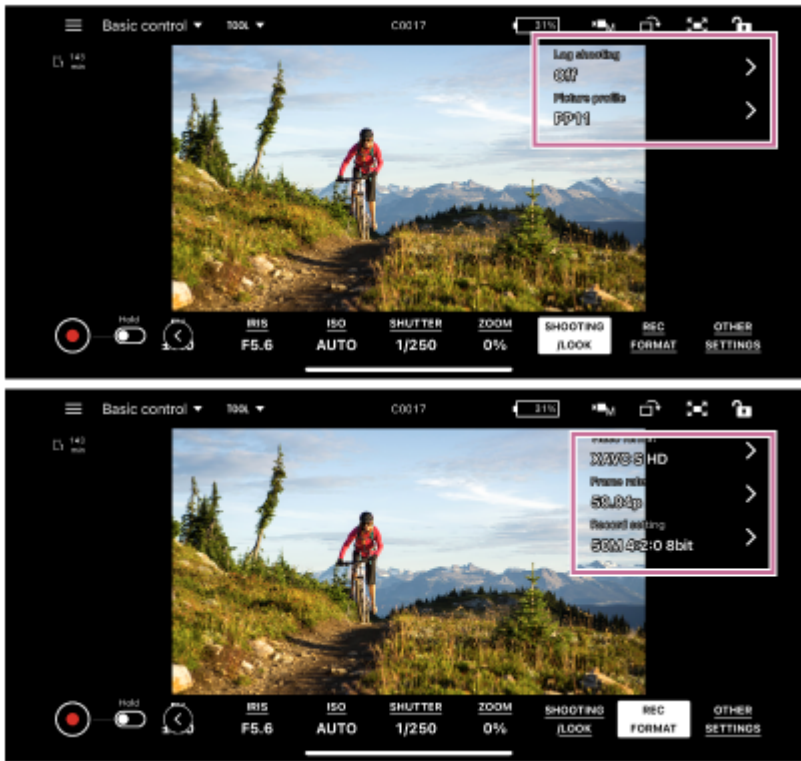 Basic control
TOOL
C0017
31%
M
Log shooting
Off
Picture profile
PP11
Hold
IRIS
F5.6
ISO
AUTO
SHUTTER
1/250
ZOOM
0%
SHOOTING
/LOOK
REC
FORMAT
OTHER
SETTINGS
Basic control
TOOL
C0017
31%
M
143
min
XAVC S HD
Frame rate
59.94p
Record setting
50M 4:2:0 8bit
Hold
IRIS
F5.6
ISO
AUTO
SHUTTER
1/250
ZOOM
0%
SHOOTING
/LOOK
REC
FORMAT
OTHER
SETTINGS